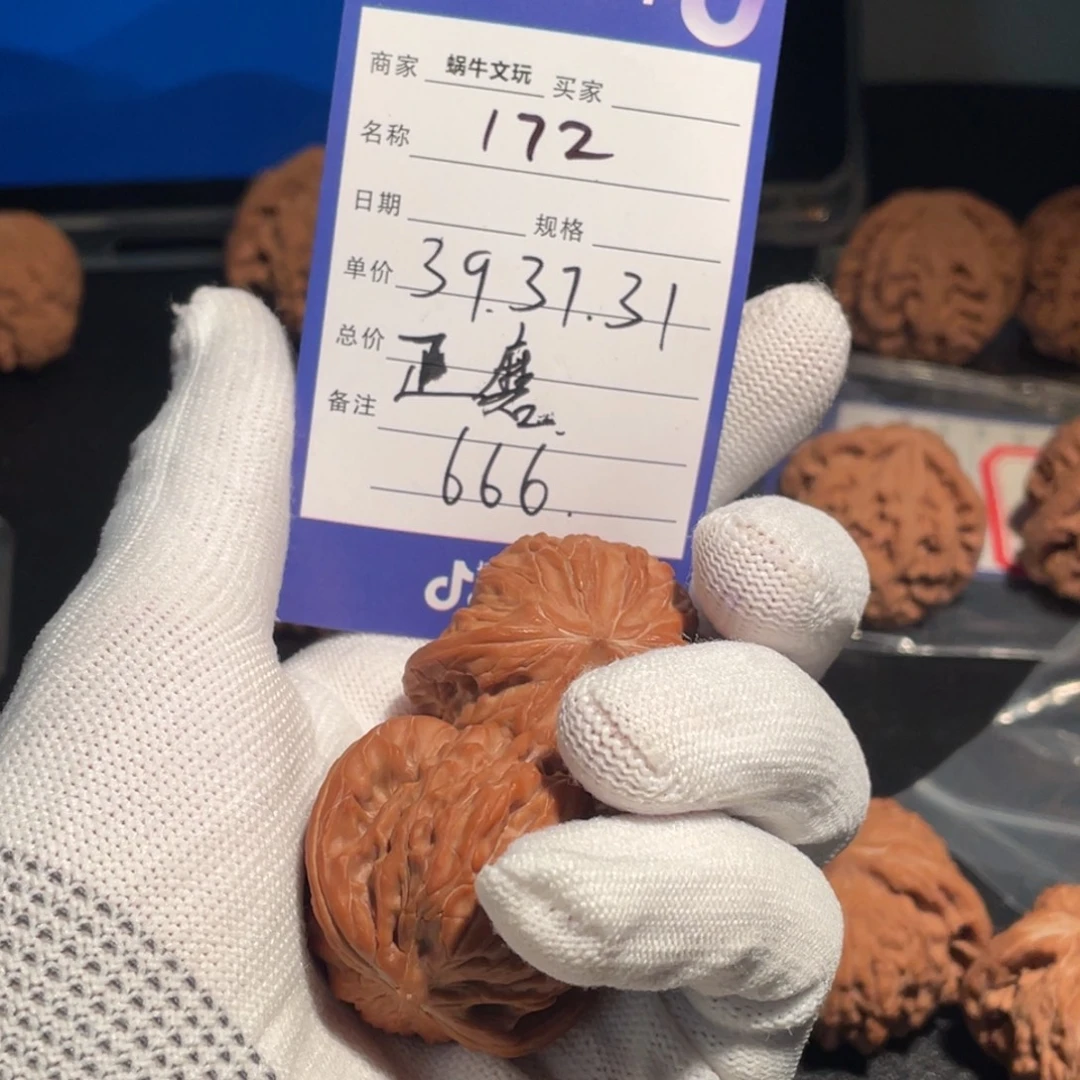 商家 蜗牛文玩 买家
名称 172
日期 规格
单价 39.37.31
总价 正磨.
备注
666.